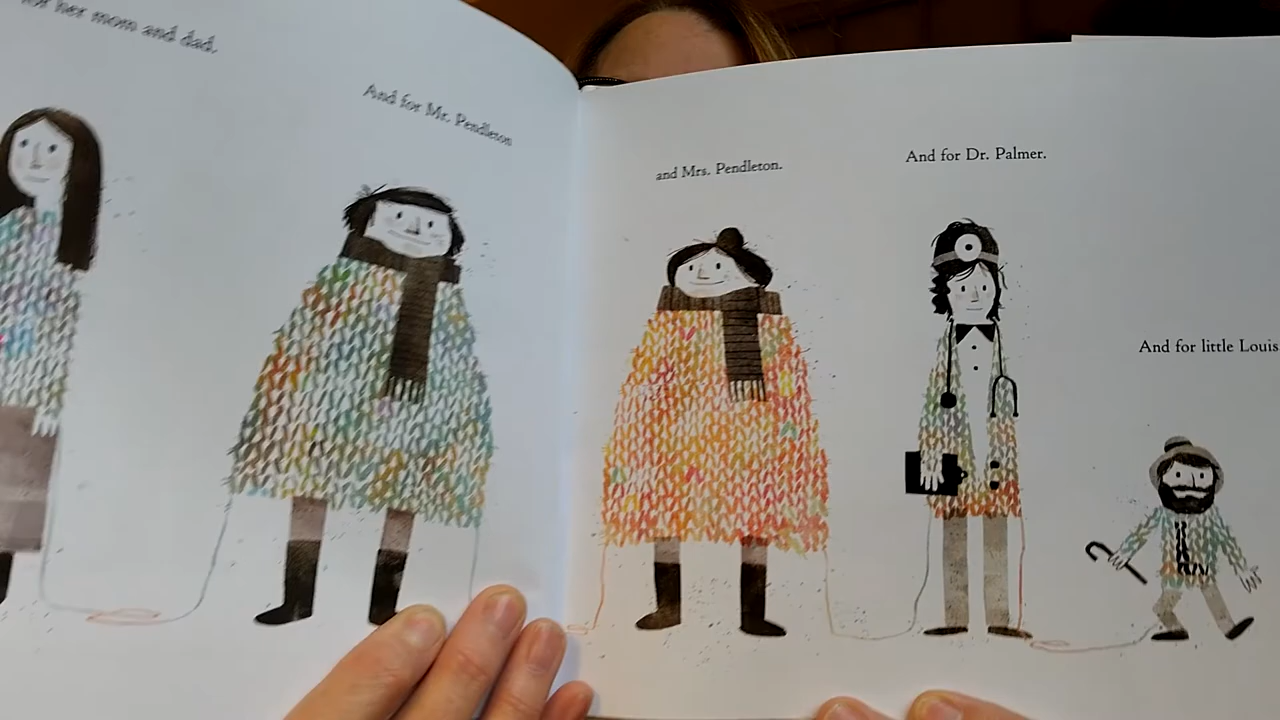 for her mom and dad.
And for Mr. Pendleton
and Mrs. Pendleton.
And for Dr. Palmer.
And for little Louis